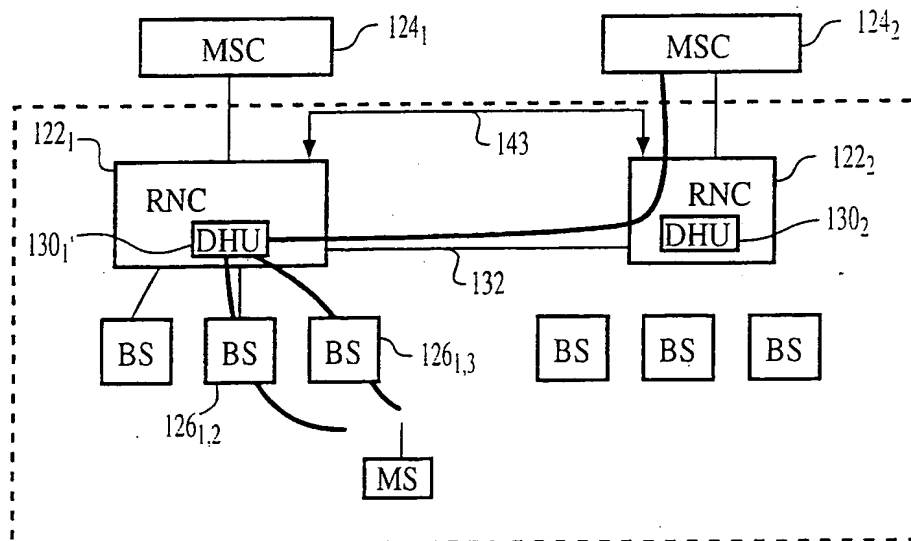 MSC
124₁
MSC
124₂
143
122₁
RNC
DHU
130₁'
132
RNC
122₂
DHU
130₂
BS
BS
BS
126₁,₃
126₁,₂
MS
BS
BS
BS